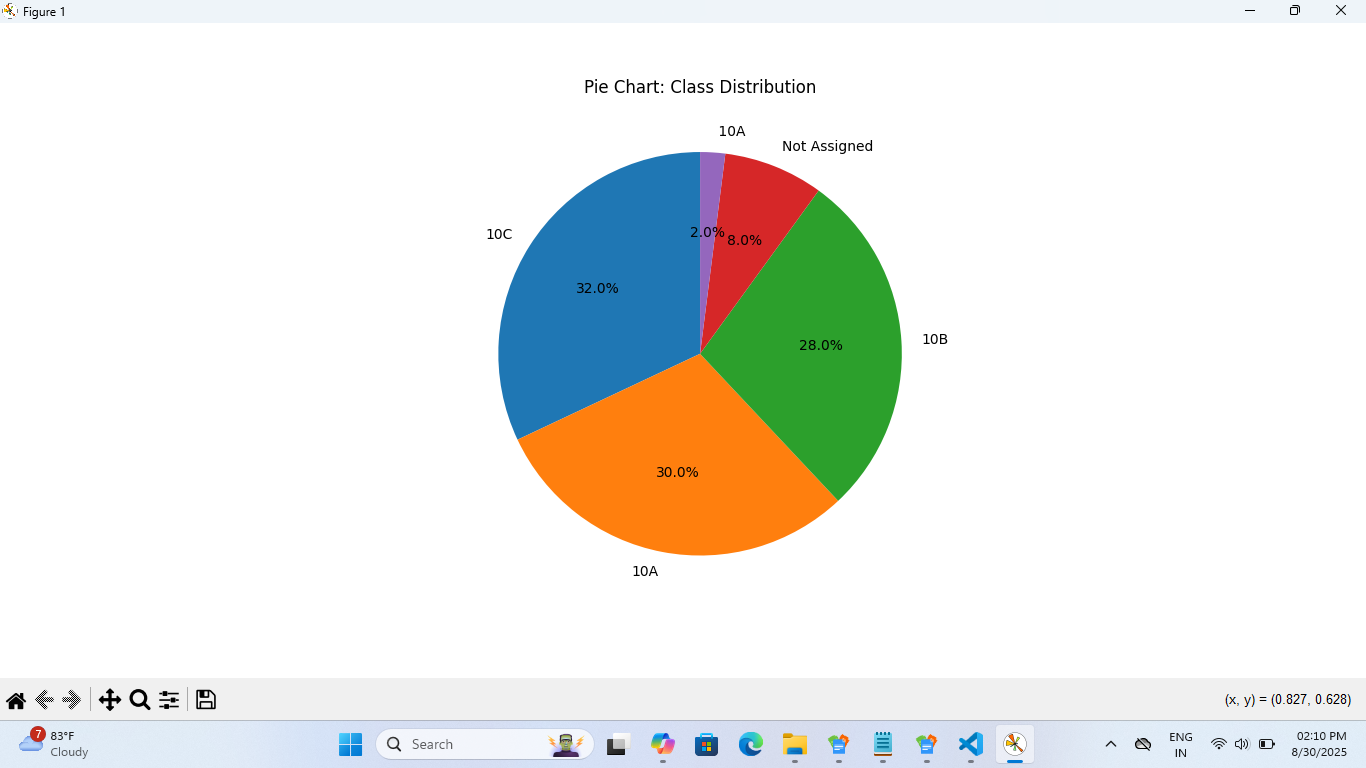 Figure 1
Pie Chart: Class Distribution
10A
Not Assigned
10C
2.0%
8.0%
32.0%
10B
28.0%
30.0%
10A
(x, y) = (0.827, 0.628)
7
83°F
Cloudy
Search
ENG
IN
02:10 PM
8/30/2025